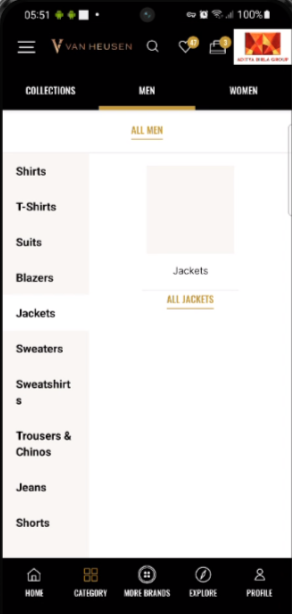 05:51 100%
VAN HEUSEN 47 3 ADITYA BIRLA GROUP
COLLECTIONS MEN WOMEN
ALL MEN
Shirts
T-Shirts
Suits
Blazers
Jackets
Sweaters
Sweatshirt
s
Trousers &
Chinos
Jeans
Shorts
Jackets
ALL JACKETS
HOME CATEGORY MORE BRANDS EXPLORE PROFILE